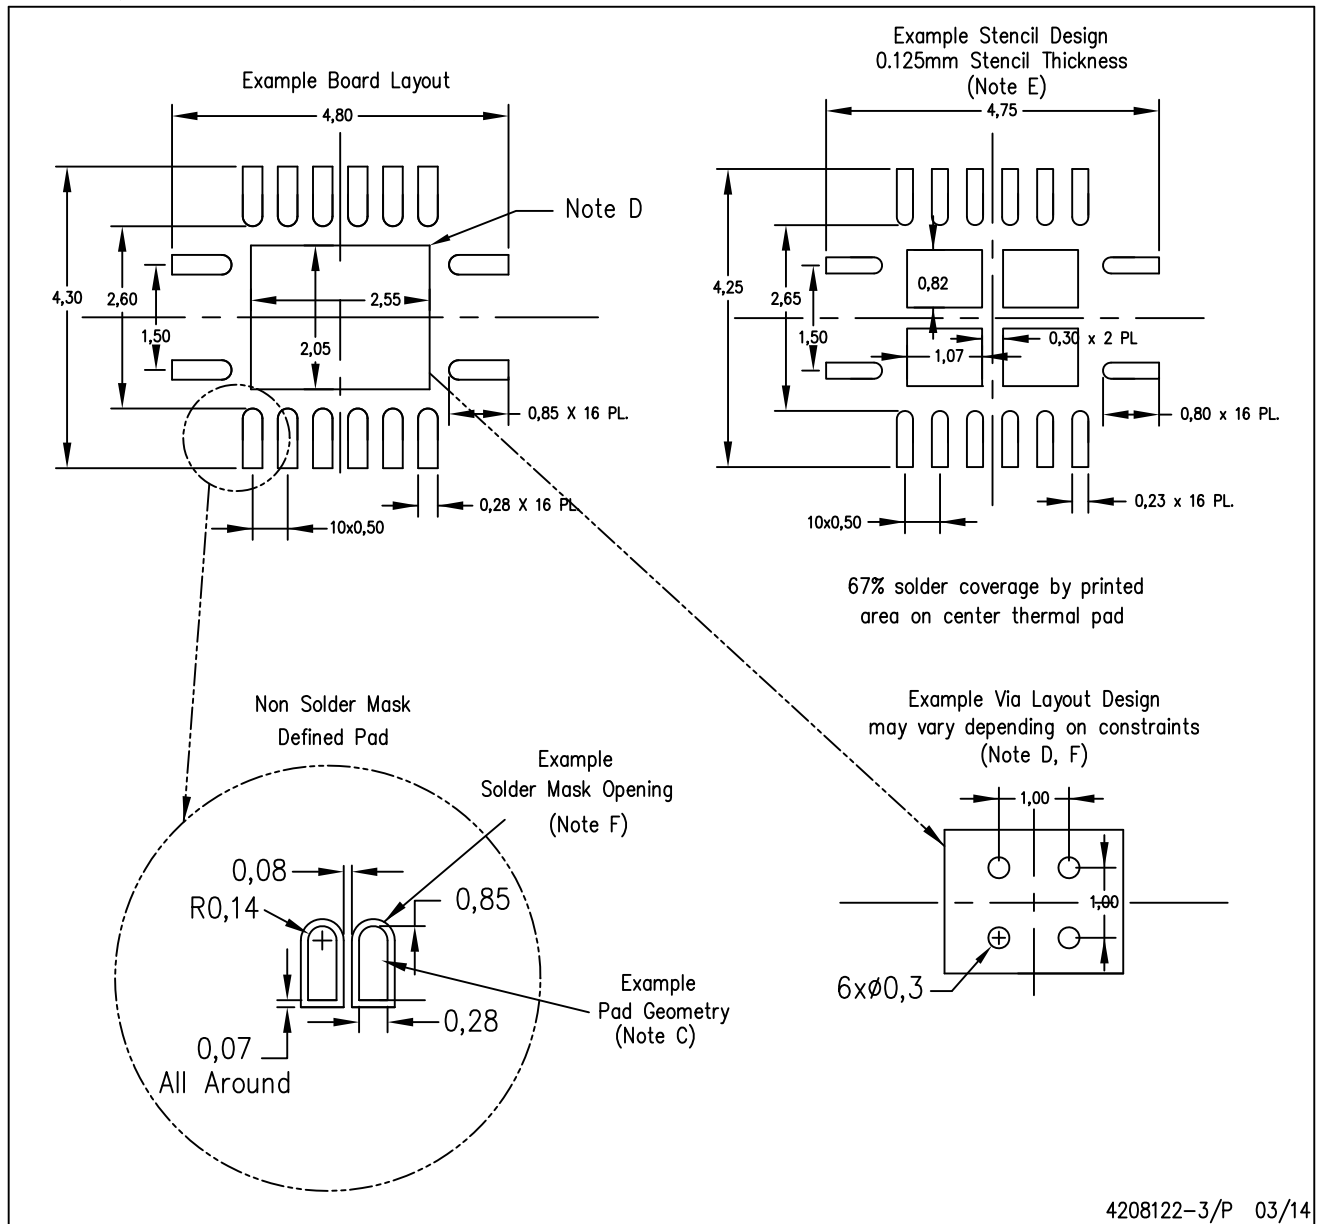 Example Board Layout
4,80
4,30
2,60
1,50
2,55
2,05
Note D
0,85 X 16 PL.
0,28 X 16 PL
10x0,50
Example Stencil Design
0.125mm Stencil Thickness
(Note E)
4,75
4,25
2,65
1,50
0,82
1,07
0,30 x 2 PL
0,80 x 16 PL.
0,23 x 16 PL.
10x0,50
67% solder coverage by printed
area on center thermal pad
Non Solder Mask
Defined Pad
Example
Solder Mask Opening
(Note F)
0,08
R0,14
0,85
0,28
0,07
All Around
Example
Pad Geometry
(Note C)
Example Via Layout Design
may vary depending on constraints
(Note D, F)
1,00
1,00
6xø0,3
4208122-3/P 03/14